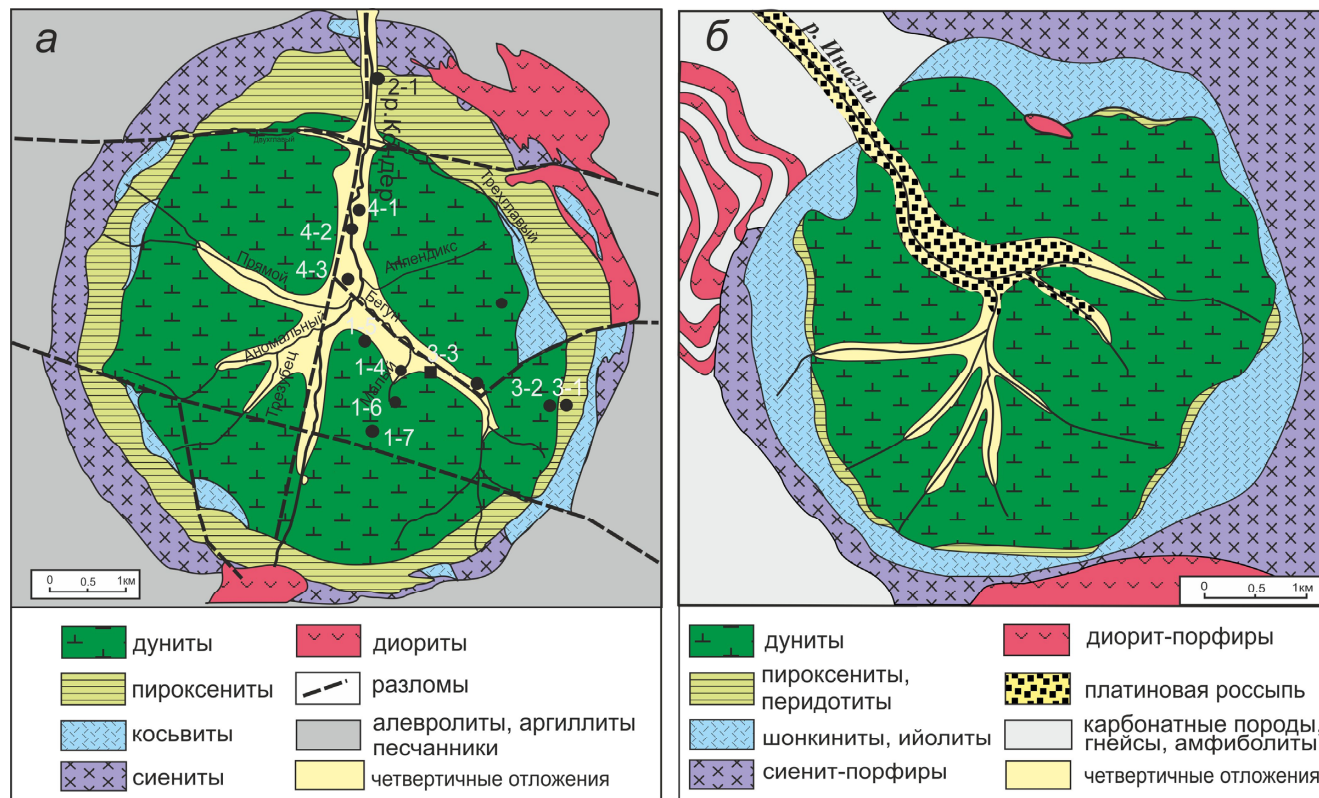 а
2-1
р.Кондёр
Двуглавый
Трехглавый
4-1
4-2
Аппендикс
4-3
Прямой
Бегун
Аномальный
Трезубец
1-4
Малый
3-3
1-6
3-2
3-1
1-7
0 0.5 1км
дуниты
диориты
пироксениты
разломы
косьвиты
алевролиты, аргиллиты
песчанники
сиениты
четвертичные отложения
б
р. Инагли
0 0.5 1км
дуниты
диорит-порфиры
пироксениты,
перидотиты
платиновая россыпь
шонкиниты, ийолиты
карбонатные породы,
гнейсы, амфиболиты
сиенит-порфиры
четвертичные отложения